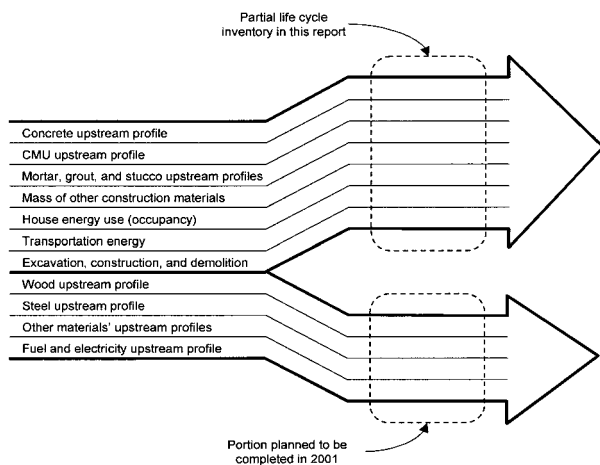 Partial life cycle
inventory in this report
Concrete upstream profile
CMU upstream profile
Mortar, grout, and stucco upstream profiles
Mass of other construction materials
House energy use (occupancy)
Transportation energy
Excavation, construction, and demolition
Wood upstream profile
Steel upstream profile
Other materials' upstream profiles
Fuel and electricity upstream profile
Portion planned to be
completed in 2001